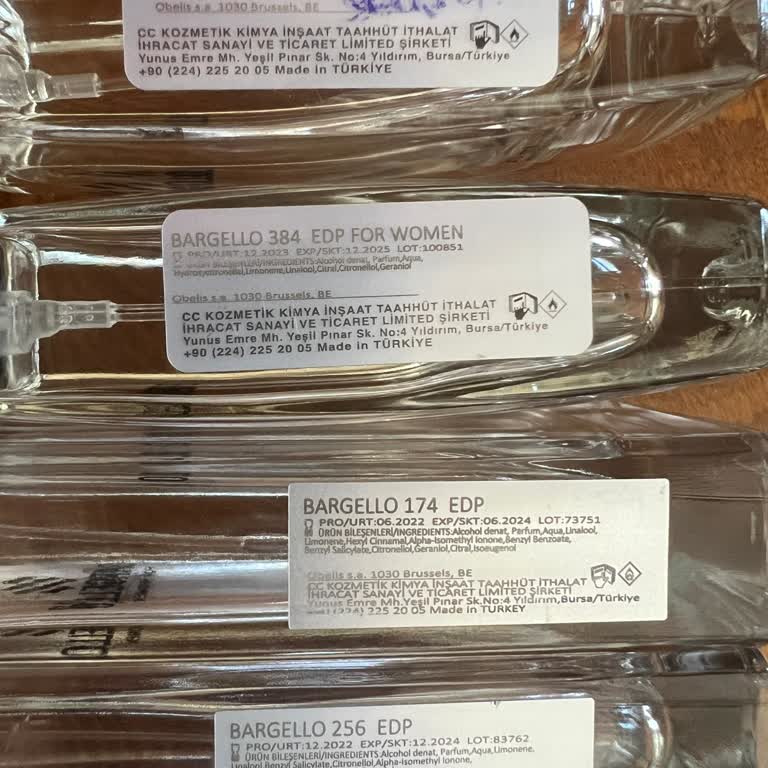 Obelis s.a. 1030 Brussels, BE
CC KOZMETİK KİMYA İNŞAAT TAAHHÜT İTHALAT
İHRACAT SANAYİ VE TİCARET LİMİTED ŞİRKETİ
Yunus Emre Mh. Yeşil Pınar Sk. No:4 Yıldırım, Bursa/Türkiye
+90 (224) 225 20 05 Made in TÜRKİYE
BARGELLO 384 EDP FOR WOMEN
PRO/URT:12.2023 EXP/SKT:12.2025 LOT:100851
ÜRÜN BİLEŞENLERİ/INGREDIENTS:Alcohol denat, Parfum,Aqua,
Hydroxycitronellal,Limonene,Linalool,Citral,Citronellol,Geraniol
Obelis s.a. 1030 Brussels, BE
CC KOZMETİK KİMYA İNŞAAT TAAHHÜT İTHALAT
İHRACAT SANAYİ VE TİCARET LİMİTED ŞİRKETİ
Yunus Emre Mh. Yeşil Pınar Sk. No:4 Yıldırım, Bursa/Türkiye
+90 (224) 225 20 05 Made in TÜRKİYE
BARGELLO 174 EDP
PRO/URT:06.2022 EXP/SKT:06.2024 LOT:73751
ÜRÜN BİLEŞENLERİ/INGREDIENTS:Alcohol denat, Parfum,Aqua,Linalool,
Limonene,Hexyl Cinnamal,Alpha-Isomethyl Ionone,Benzyl Benzoate,
Benzyl Salicylate,Citronellol,Geraniol,Citral,Isoeugenol
Obelis s.a. 1030 Brussels, BE
CC KOZMETİK KİMYA İNŞAAT TAAHHÜT İTHALAT
İHRACAT SANAYİ VE TİCARET LİMİTED ŞİRKETİ
Yunus Emre Mh.Yeşil Pınar Sk.No:4 Yıldırım,Bursa/Türkiye
+41 (224) 225 20 05 Made in TURKEY
BARGELLO 256 EDP
PRO/URT:12.2022 EXP/SKT:12.2024 LOT:83762
ÜRÜN BİLEŞENLERİ/INGREDIENTS:Alcohol denat, Parfum,Aqua,Limonene,
Linalool,Benzyl Salicylate,Citronellol,Alpha-isomethyl Ionone,